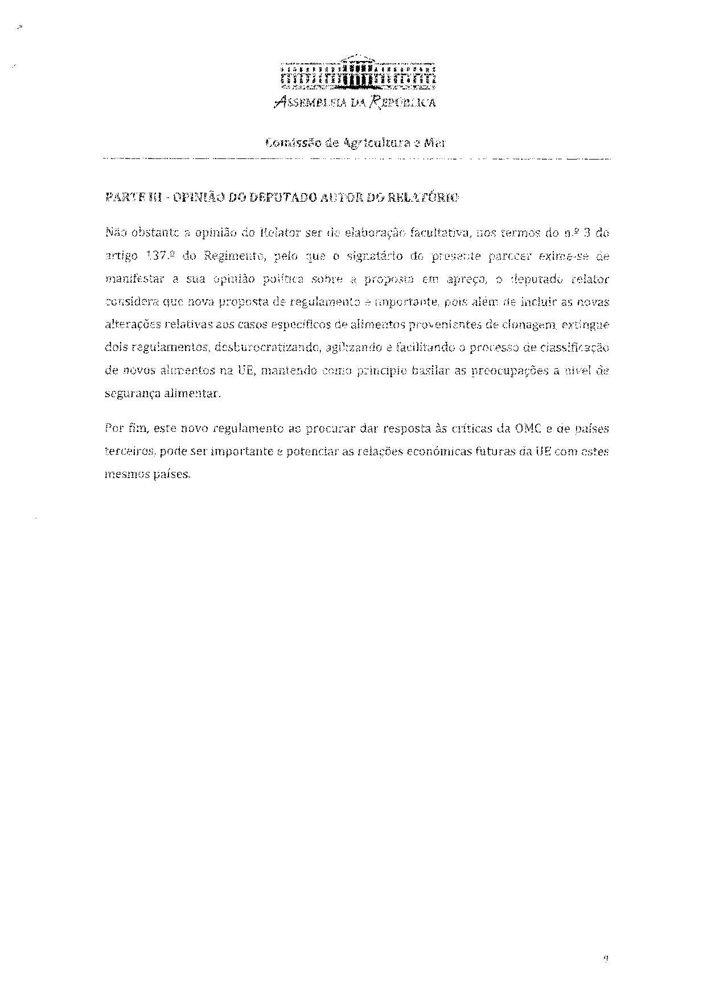 ASSEMBLEIA DA REPÚBLICA
Comissão de Agricultura e Mar
PARTE III - OPINIÃO DO DEPUTADO AUTOR DO RELATÓRIO
Não obstante a opinião do Relator ser de elaboração facultativa, nos termos do n.º 3 do
artigo 137.º do Regimento, pelo que o signatário do presente parecer exime-se de
manifestar a sua opinião política sobre a proposta em apreço, o deputado relator
considera que nova proposta de regulamento é importante, pois além de incluir as novas
alterações relativas aos casos específicos de alimentos provenientes de clonagem, extingue
dois regulamentos, desburocratizando, agilizando e facilitando o processo de classificação
de novos alimentos na UE, mantendo como princípio basilar as preocupações a nível de
segurança alimentar.
Por fim, este novo regulamento ao procurar dar resposta às críticas da OMC e de países
terceiros, pode ser importante e potenciar as relações económicas futuras da UE com estes
mesmos países.
9